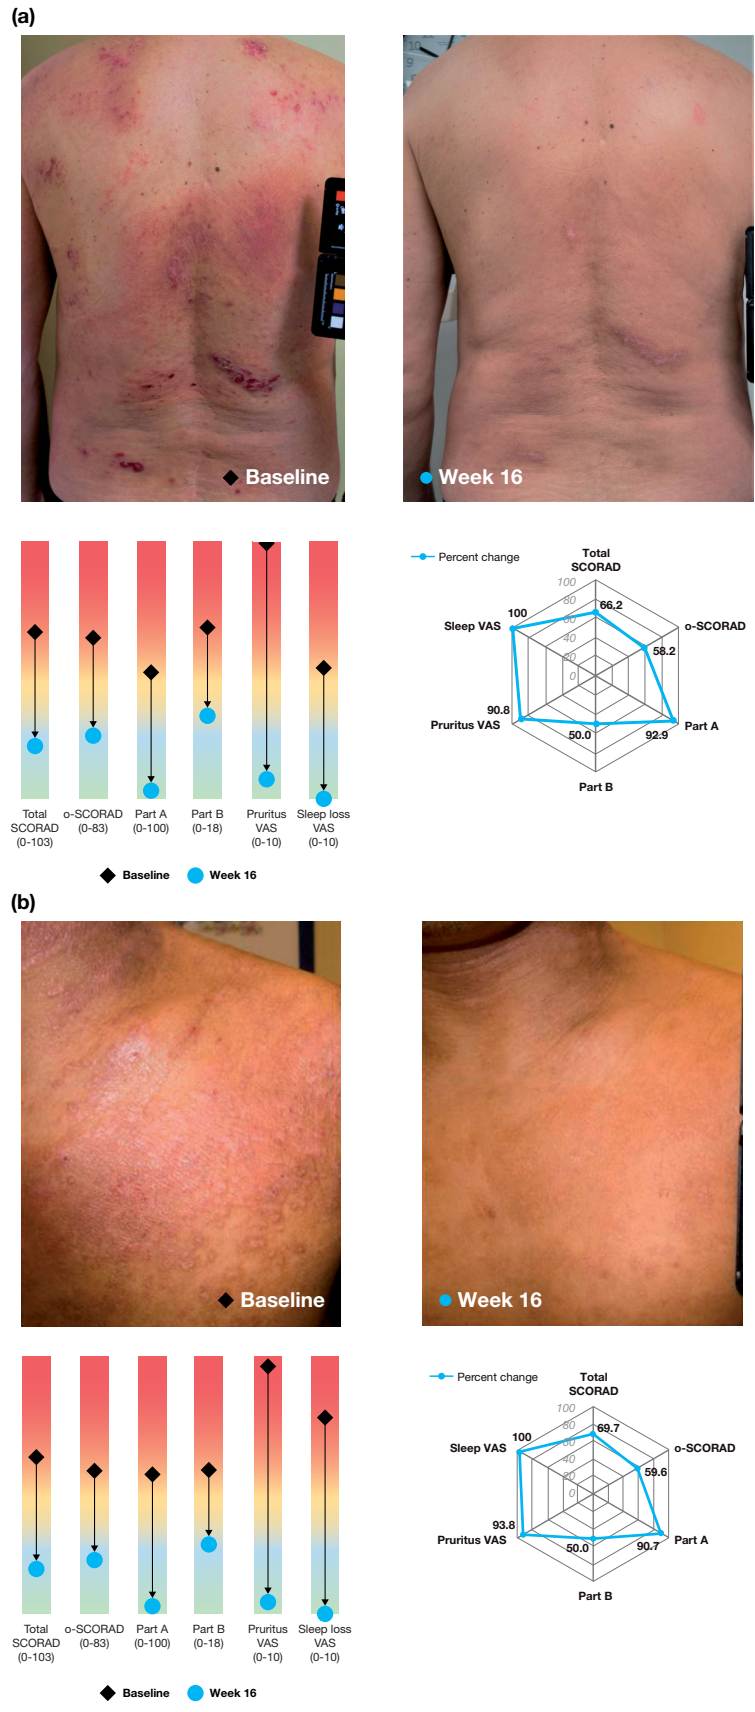 (a)
Baseline
Week 16
Total
SCORAD
(0-103)
o-SCORAD
(0-83)
Part A
(0-100)
Part B
(0-18)
Pruritus
VAS
(0-10)
Sleep loss
VAS
(0-10)
Baseline
Week 16
Percent change
Total
SCORAD
100
80
60
40
20
0
66.2
o-SCORAD
58.2
Part A
92.9
Part B
50.0
Pruritus VAS
90.8
Sleep VAS
100
(b)
Baseline
Week 16
Total
SCORAD
(0-103)
o-SCORAD
(0-83)
Part A
(0-100)
Part B
(0-18)
Pruritus
VAS
(0-10)
Sleep loss
VAS
(0-10)
Baseline
Week 16
Percent change
Total
SCORAD
100
80
60
40
20
0
69.7
o-SCORAD
59.6
Part A
90.7
Part B
50.0
Pruritus VAS
93.8
Sleep VAS
100